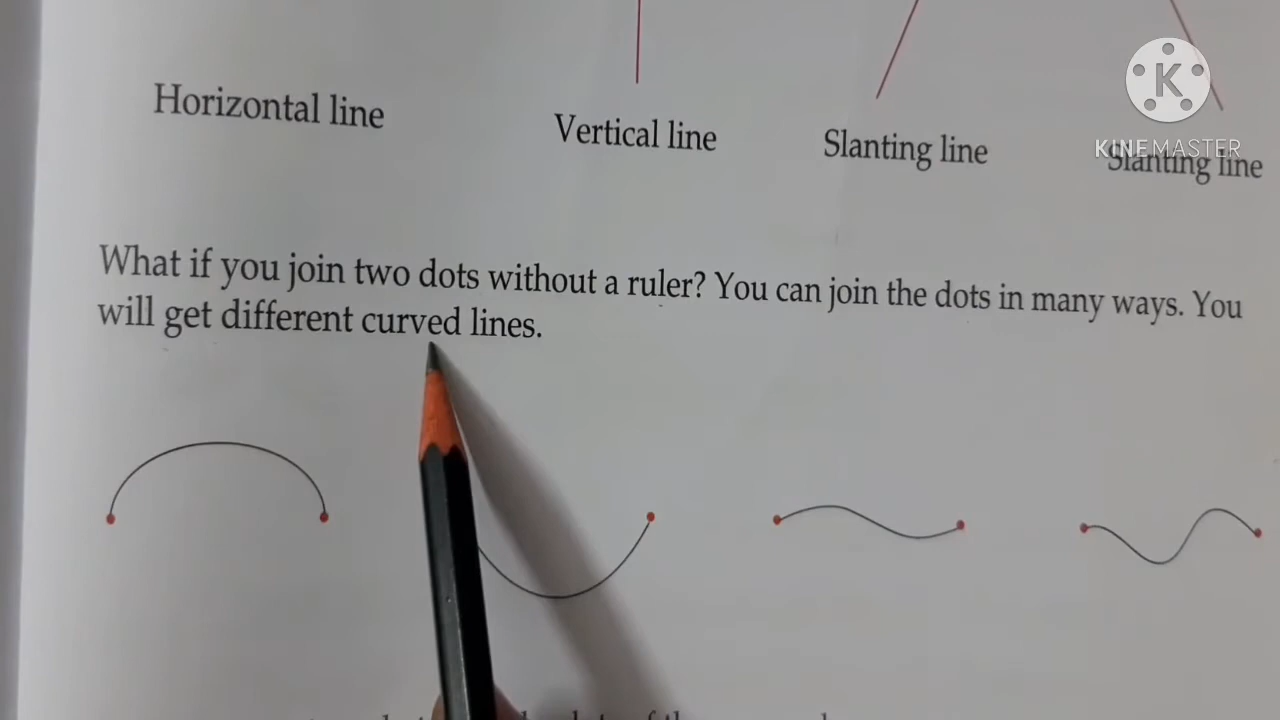 Horizontal line
Vertical line
Slanting line
Slanting line
K
KINEMASTER
What if you join two dots without a ruler? You can join the dots in many ways. You
will get different curved lines.